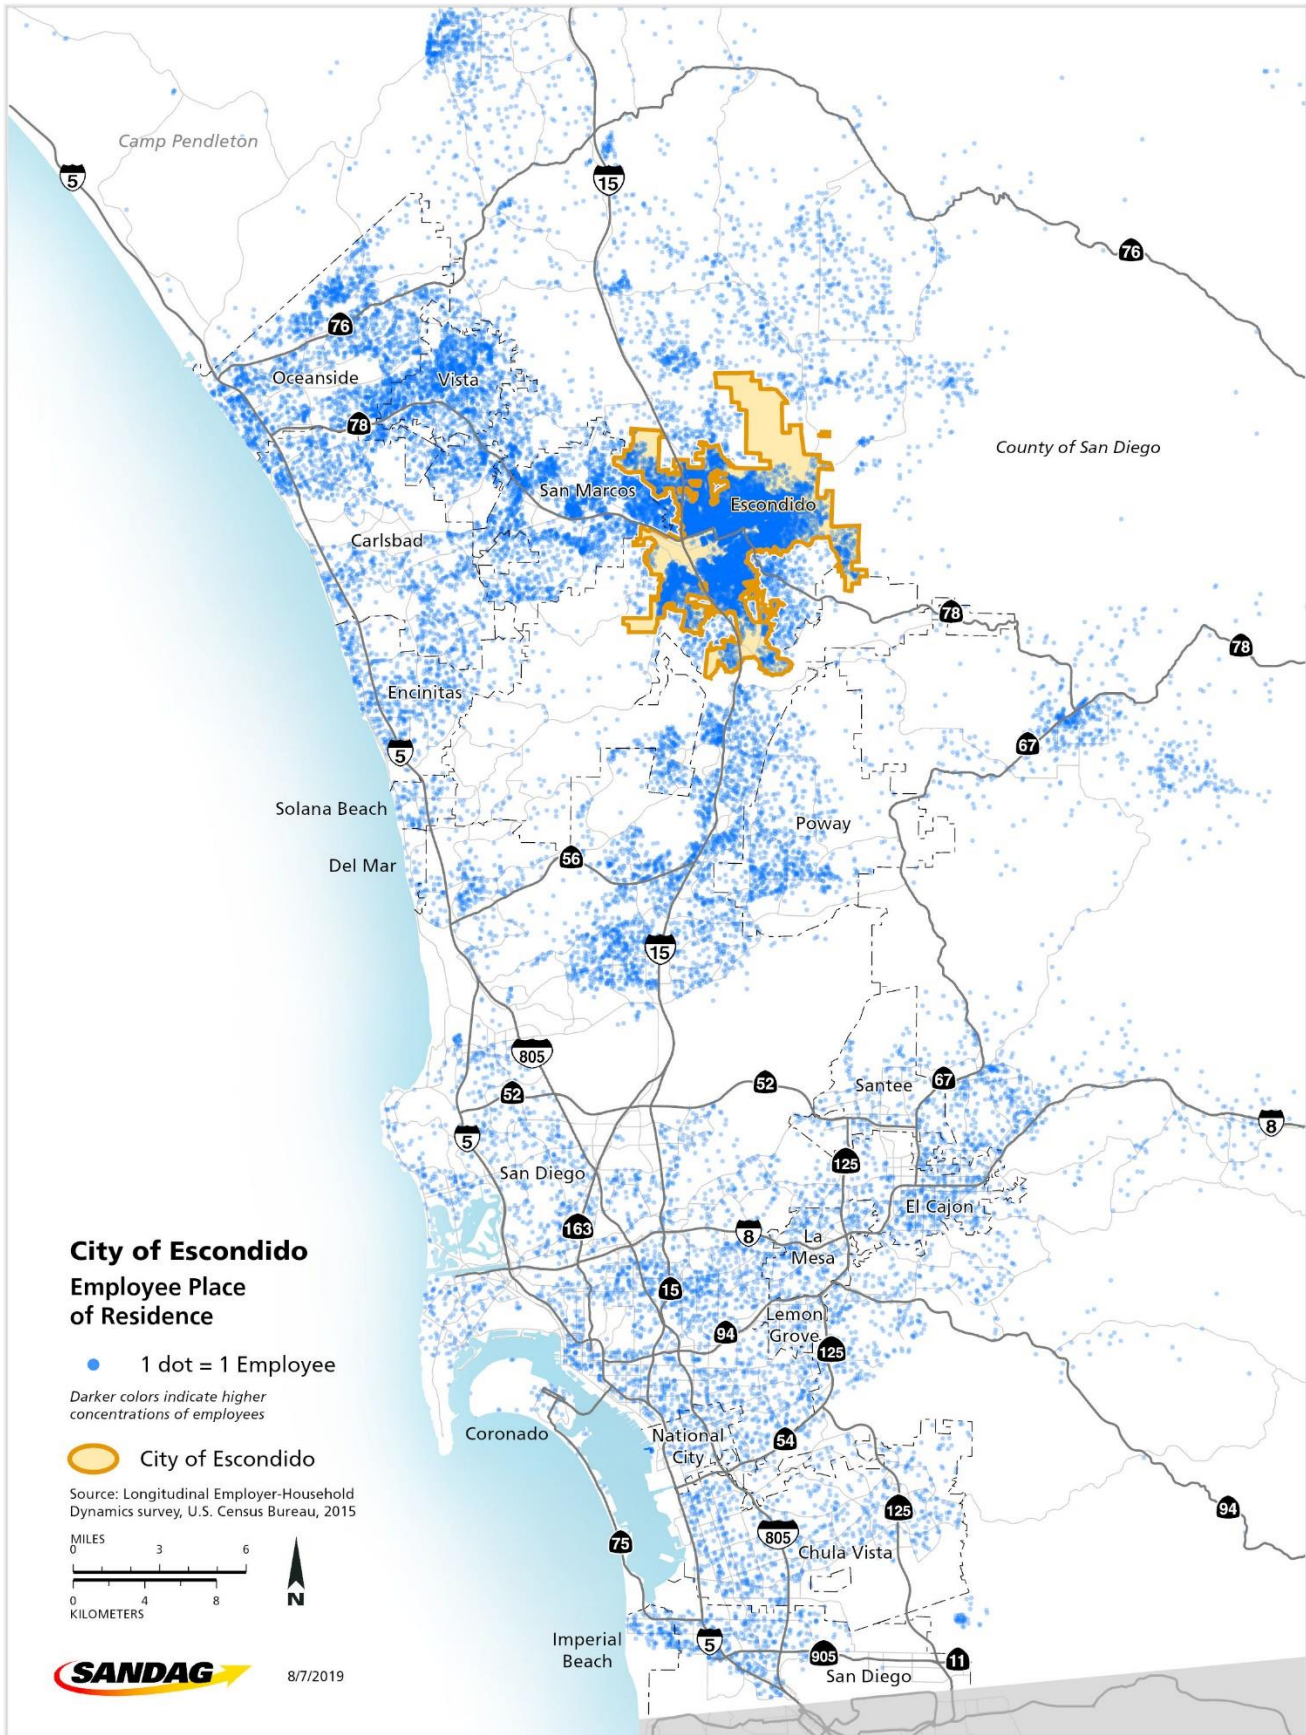 Camp Pendleton
5
15
76
76
Oceanside
Vista
78
County of San Diego
San Marcos
Escondido
Carlsbad
78
78
Encinitas
67
5
Solana Beach
Poway
56
Del Mar
15
805
52
52
Santee
67
8
5
125
San Diego
El Cajon
163
8
La
Mesa
15
Lemon
Grove
94
125
Coronado
National
City
54
125
94
805
75
Chula Vista
Imperial
Beach
5
905
11
San Diego
City of Escondido
Employee Place
of Residence
1 dot = 1 Employee
Darker colors indicate higher
concentrations of employees
City of Escondido
Source: Longitudinal Employer-Household
Dynamics survey, U.S. Census Bureau, 2015
MILES
0 3 6
0 4 8
KILOMETERS
N
SANDAG
8/7/2019